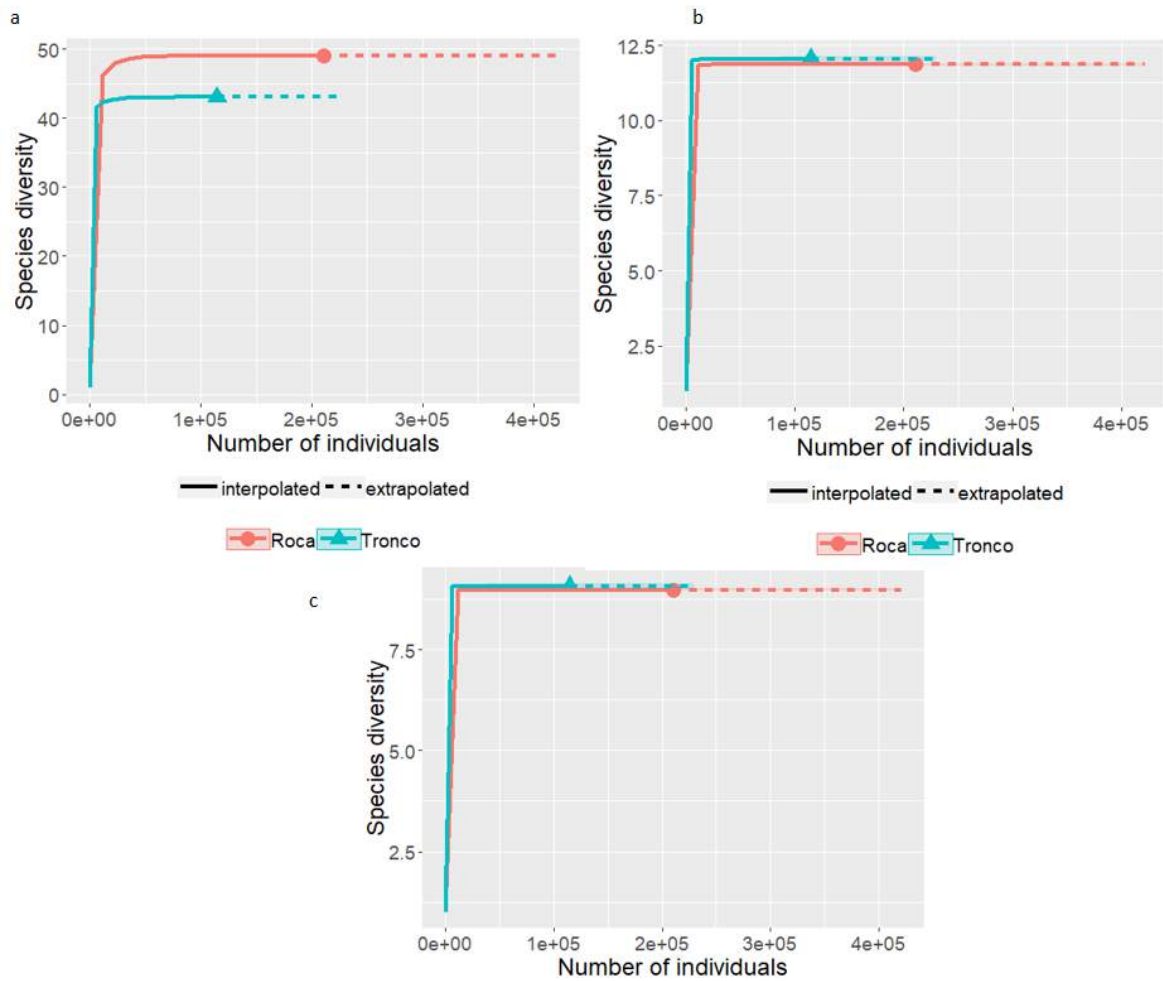 a
50
40
30
20
10
0
Species diversity
0e+00 1e+05 2e+05 3e+05 4e+05
Number of individuals
interpolated extrapolated
Roca Tronco
b
12.5
10.0
7.5
5.0
2.5
Species diversity
0e+00 1e+05 2e+05 3e+05 4e+05
Number of individuals
interpolated extrapolated
Roca Tronco
c
7.5
5.0
2.5
Species diversity
0e+00 1e+05 2e+05 3e+05 4e+05
Number of individuals